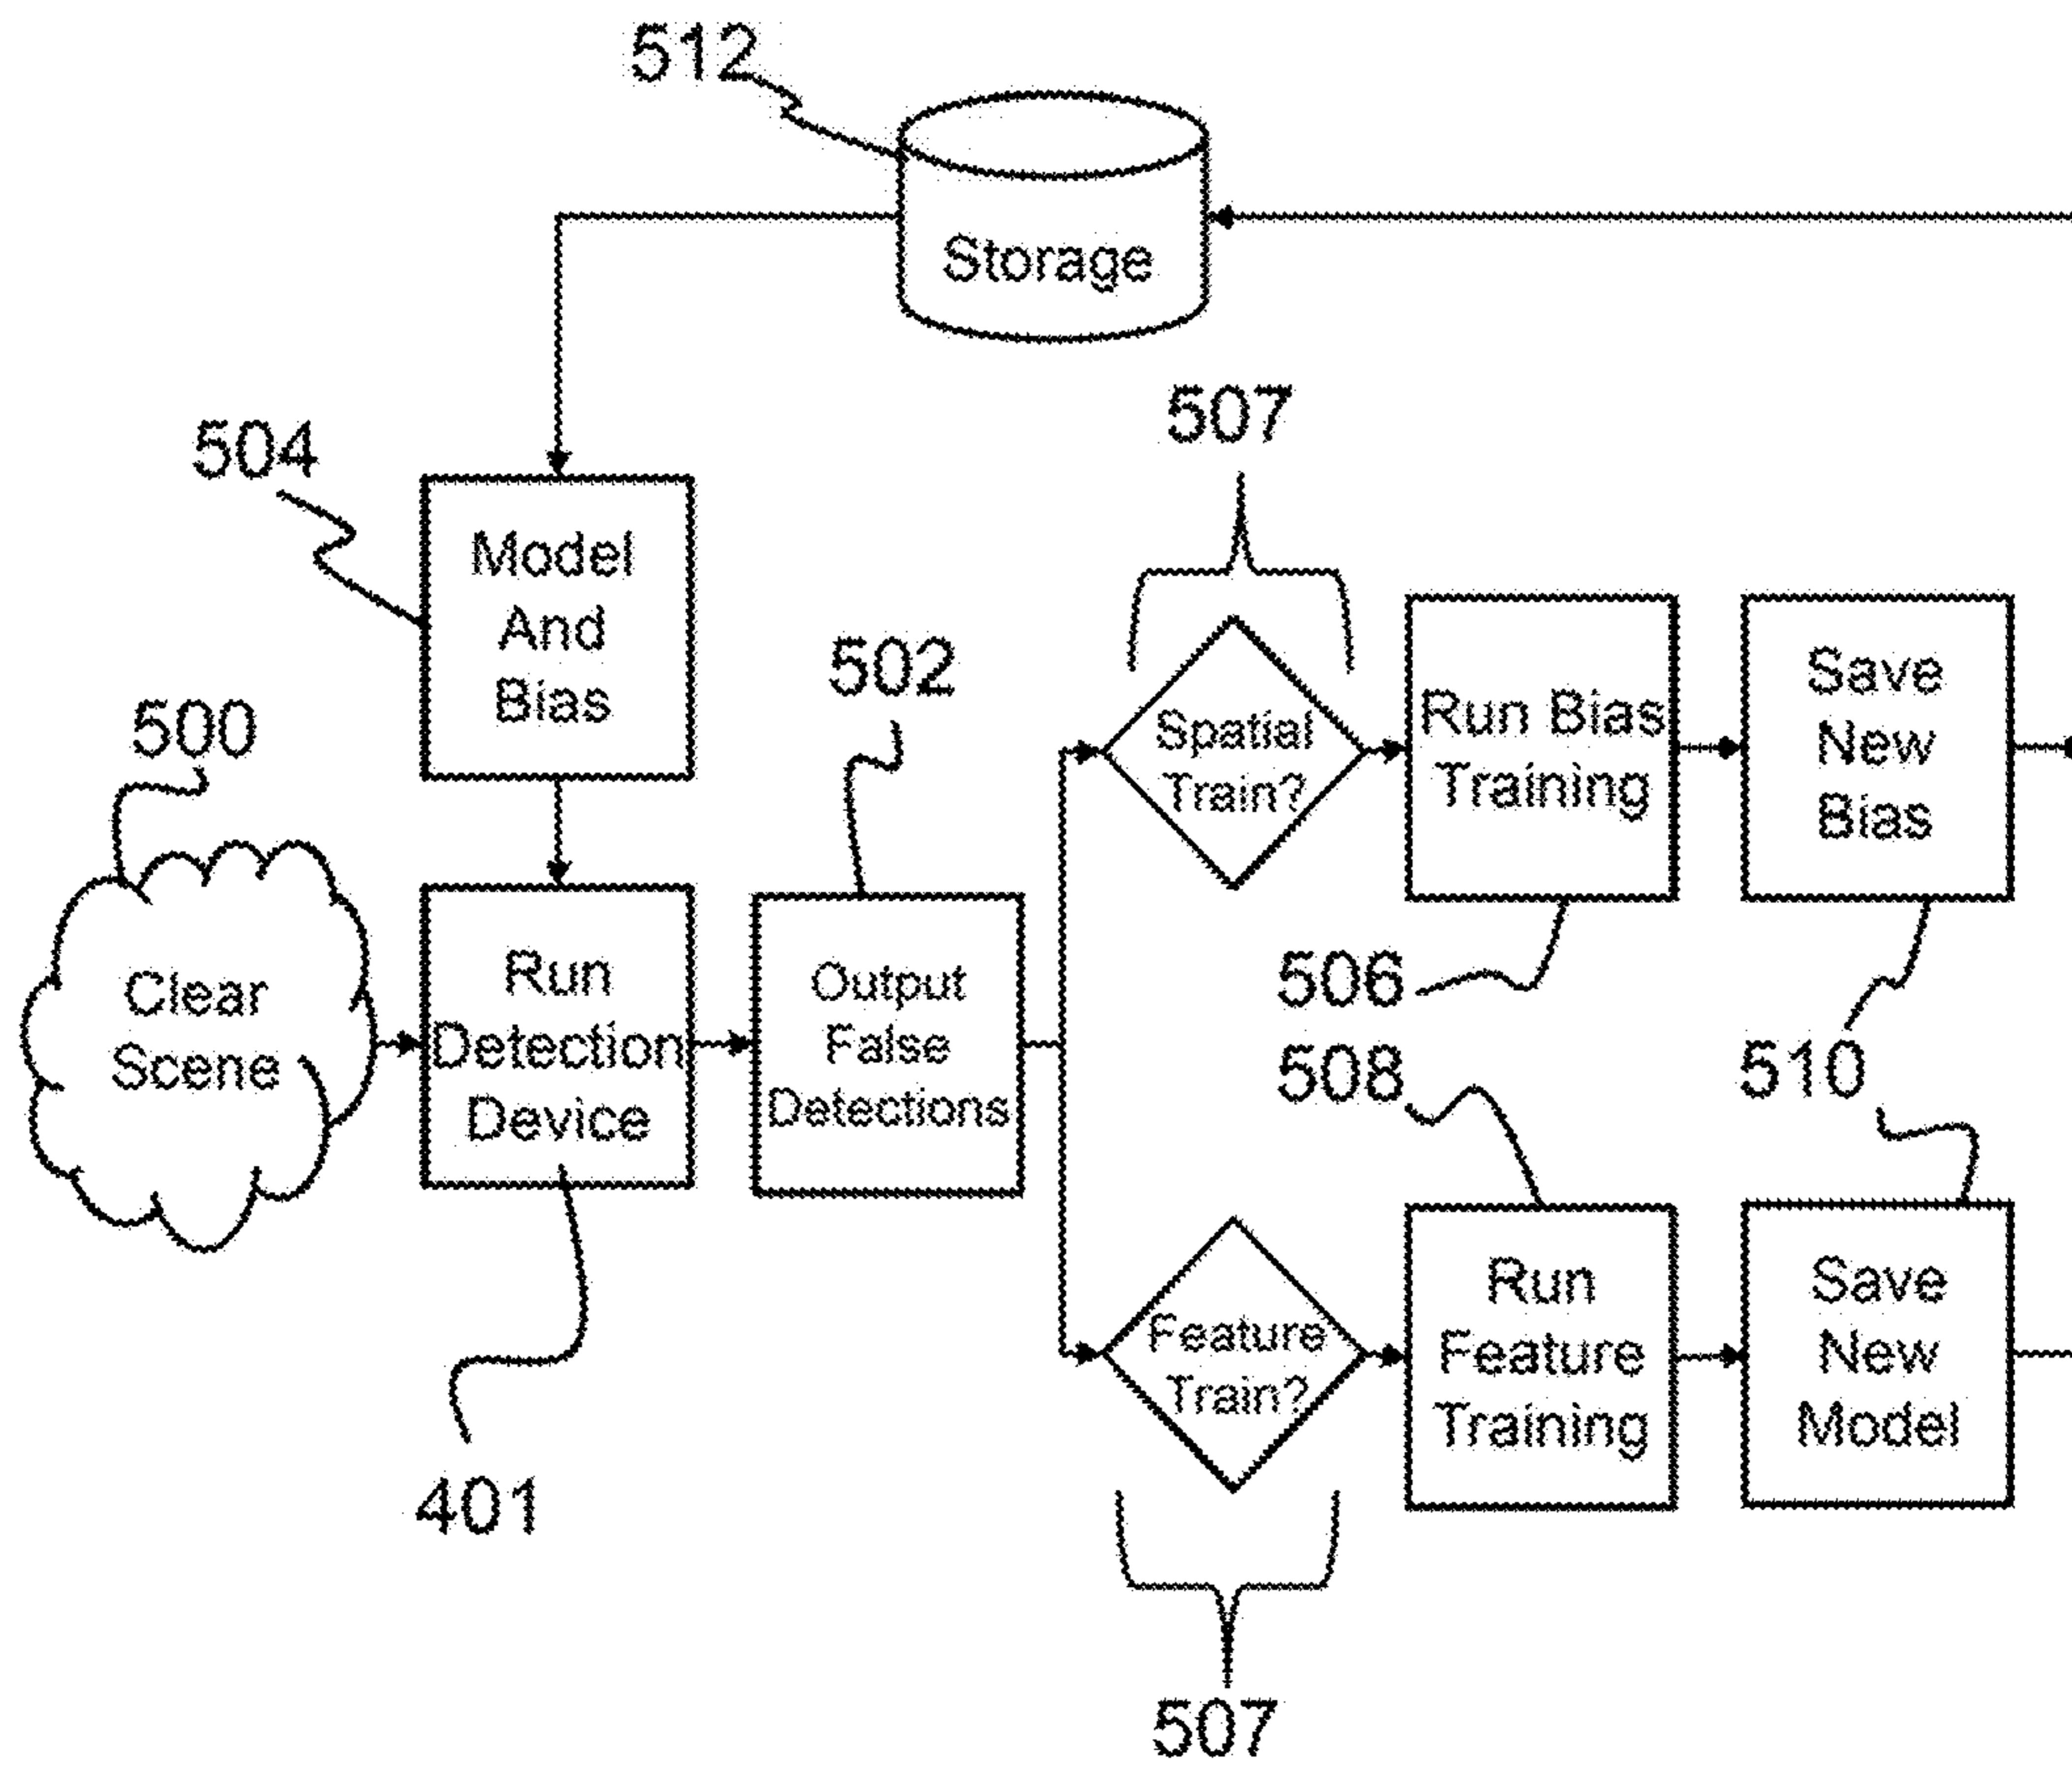 512
Storage
507
504
Model
And
Bias
502
500
Spatial
Train?
Run Bias
Training
Save
New
Bias
Clear
Scene
Run
Detection
Device
Output
False
Detections
506
508
510
Feature
Train?
Run
Feature
Training
Save
New
Model
401
507